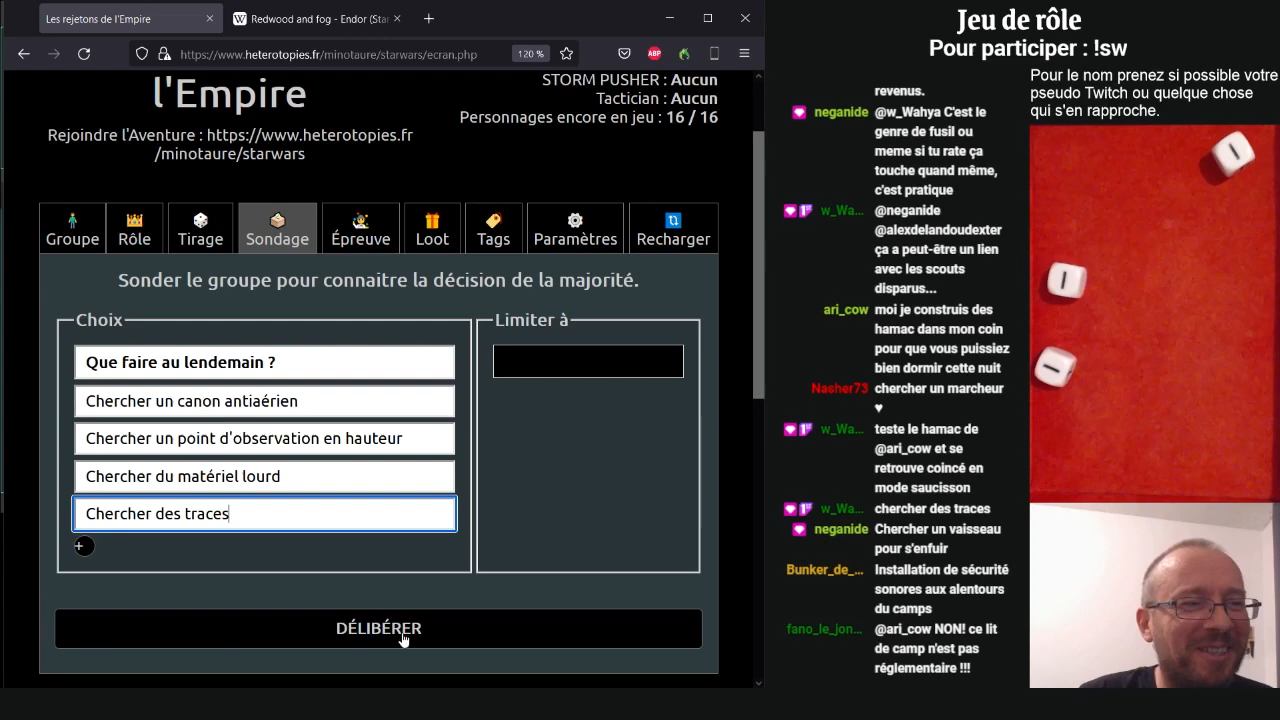 Les rejetons de l'Empire
Redwood and fog - Endor (Sta
https://www.heterotopies.fr/minotaure/starwars/ecran.php
120 %
ABP
l'Empire
Rejoindre l'Aventure : https://www.heterotopies.fr
/minotaure/starwars
STORM PUSHER : Aucun
Tactician : Aucun
Personnages encore en jeu : 16 / 16
Groupe
Rôle
Tirage
Sondage
Épreuve
Loot
Tags
Paramètres
Recharger
Sonder le groupe pour connaitre la décision de la majorité.
Choix
Limiter à
Que faire au lendemain ?
Chercher un canon antiaérien
Chercher un point d'observation en hauteur
Chercher du matériel lourd
Chercher des traces
+
DÉLIBÉRER
revenus.
neganide @w_Wahya C'est le
genre de fusil ou
meme si tu rate ça
touche quand même,
c'est pratique
w_Wa... @neganide
@alexdelandoudexter
ça a peut-être un lien
avec les scouts
disparus...
ari_cow moi je construis des
hamac dans mon coin
pour que vous puissiez
bien dormir cette nuit
Nasher73 chercher un marcheur
♥
w_Wa... teste le hamac de
@ari_cow et se
retrouve coincé en
mode saucisson
w_Wa... chercher des traces
neganide Chercher un vaisseau
pour s'enfuir
Bunker_de_... Installation de sécurité
sonores aux alentours
du camps
fano_le_jon... @ari_cow NON! ce lit
de camp n'est pas
réglementaire !!!
Jeu de rôle
Pour participer : !sw
Pour le nom prenez si possible votre
pseudo Twitch ou quelque chose
qui s'en rapproche.